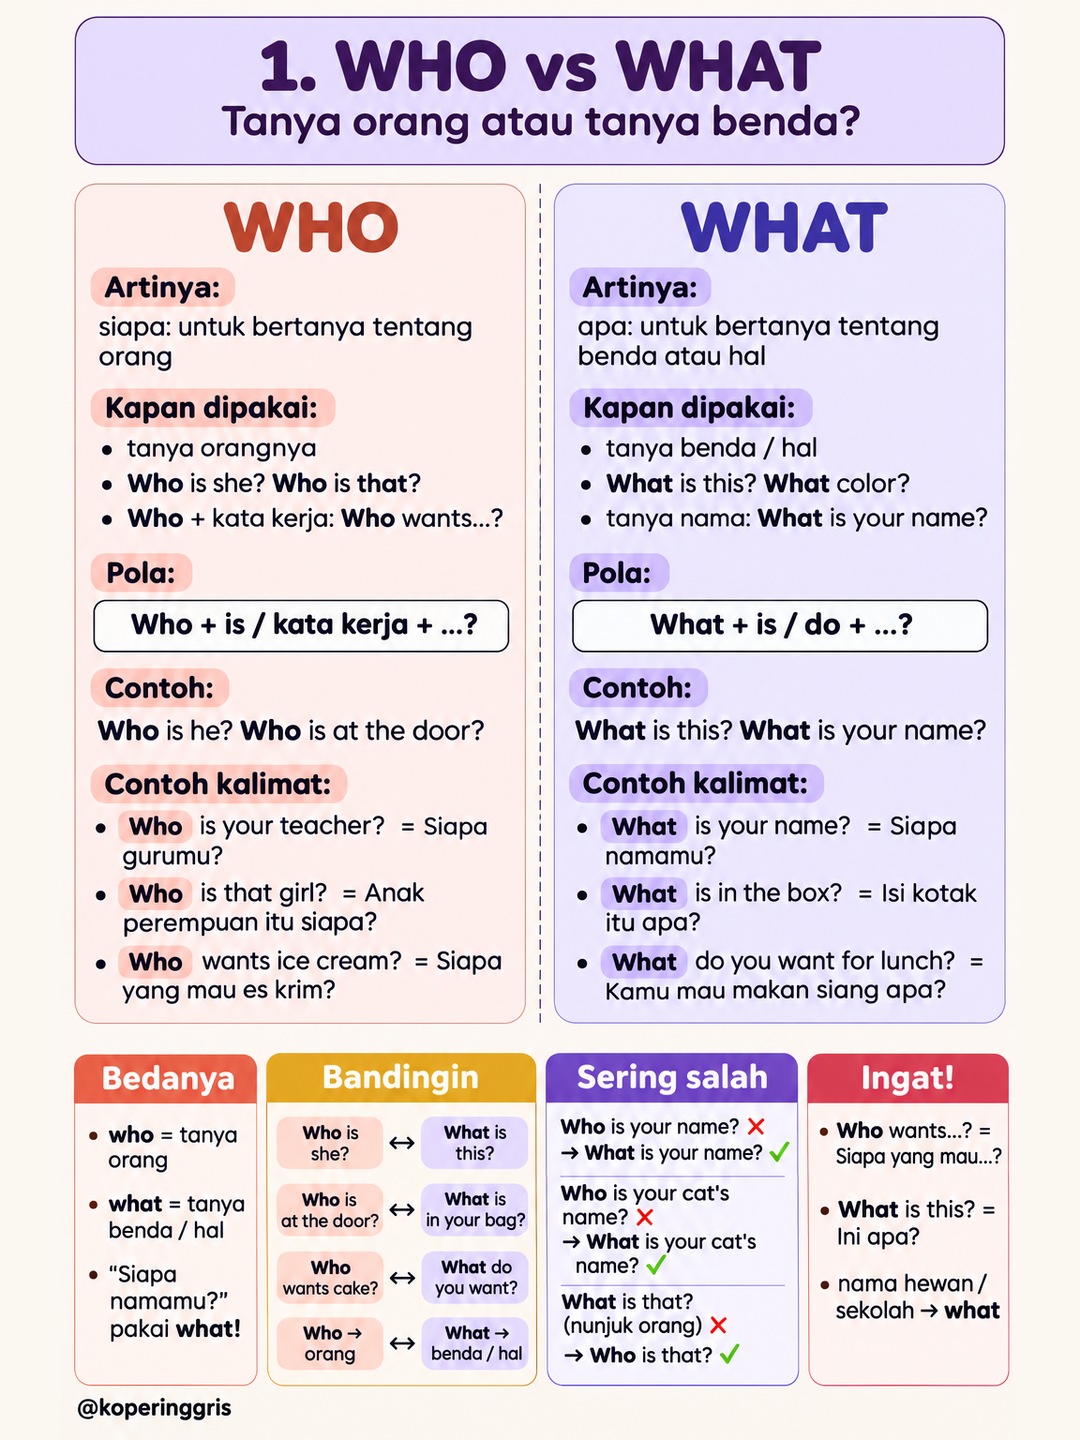 1. WHO vs WHAT
Tanya orang atau tanya benda?
WHO
Artinya:
siapa: untuk bertanya tentang
orang
Kapan dipakai:
• tanya orangnya
• Who is she? Who is that?
• Who + kata kerja: Who wants...?
Pola:
Who + is / kata kerja + ...?
Contoh:
Who is he? Who is at the door?
Contoh kalimat:
• Who is your teacher? = Siapa
gurumu?
• Who is that girl? = Anak
perempuan itu siapa?
• Who wants ice cream? = Siapa
yang mau es krim?
WHAT
Artinya:
apa: untuk bertanya tentang
benda atau hal
Kapan dipakai:
• tanya benda / hal
• What is this? What color?
• tanya nama: What is your name?
Pola:
What + is / do + ...?
Contoh:
What is this? What is your name?
Contoh kalimat:
• What is your name? = Siapa
namamu?
• What is in the box? = Isi kotak
itu apa?
• What do you want for lunch? =
Kamu mau makan siang apa?
Bedanya
• who = tanya
orang
• what = tanya
benda / hal
• “Siapa
namamu?”
pakai what!
Bandingin
Who is
she?
↔
What is
this?
Who is
at the door?
↔
What is
in your bag?
Who
wants cake?
↔
What do
you want?
Who →
orang
↔
What →
benda / hal
Sering salah
Who is your name? ❌
→ What is your name? ✓
Who is your cat's
name? ❌
→ What is your cat's
name? ✓
What is that?
(nunjuk orang) ❌
→ Who is that? ✓
Ingat!
• Who wants...? =
Siapa yang mau...?
• What is this? =
Ini apa?
• nama hewan /
sekolah → what
@koperinggris